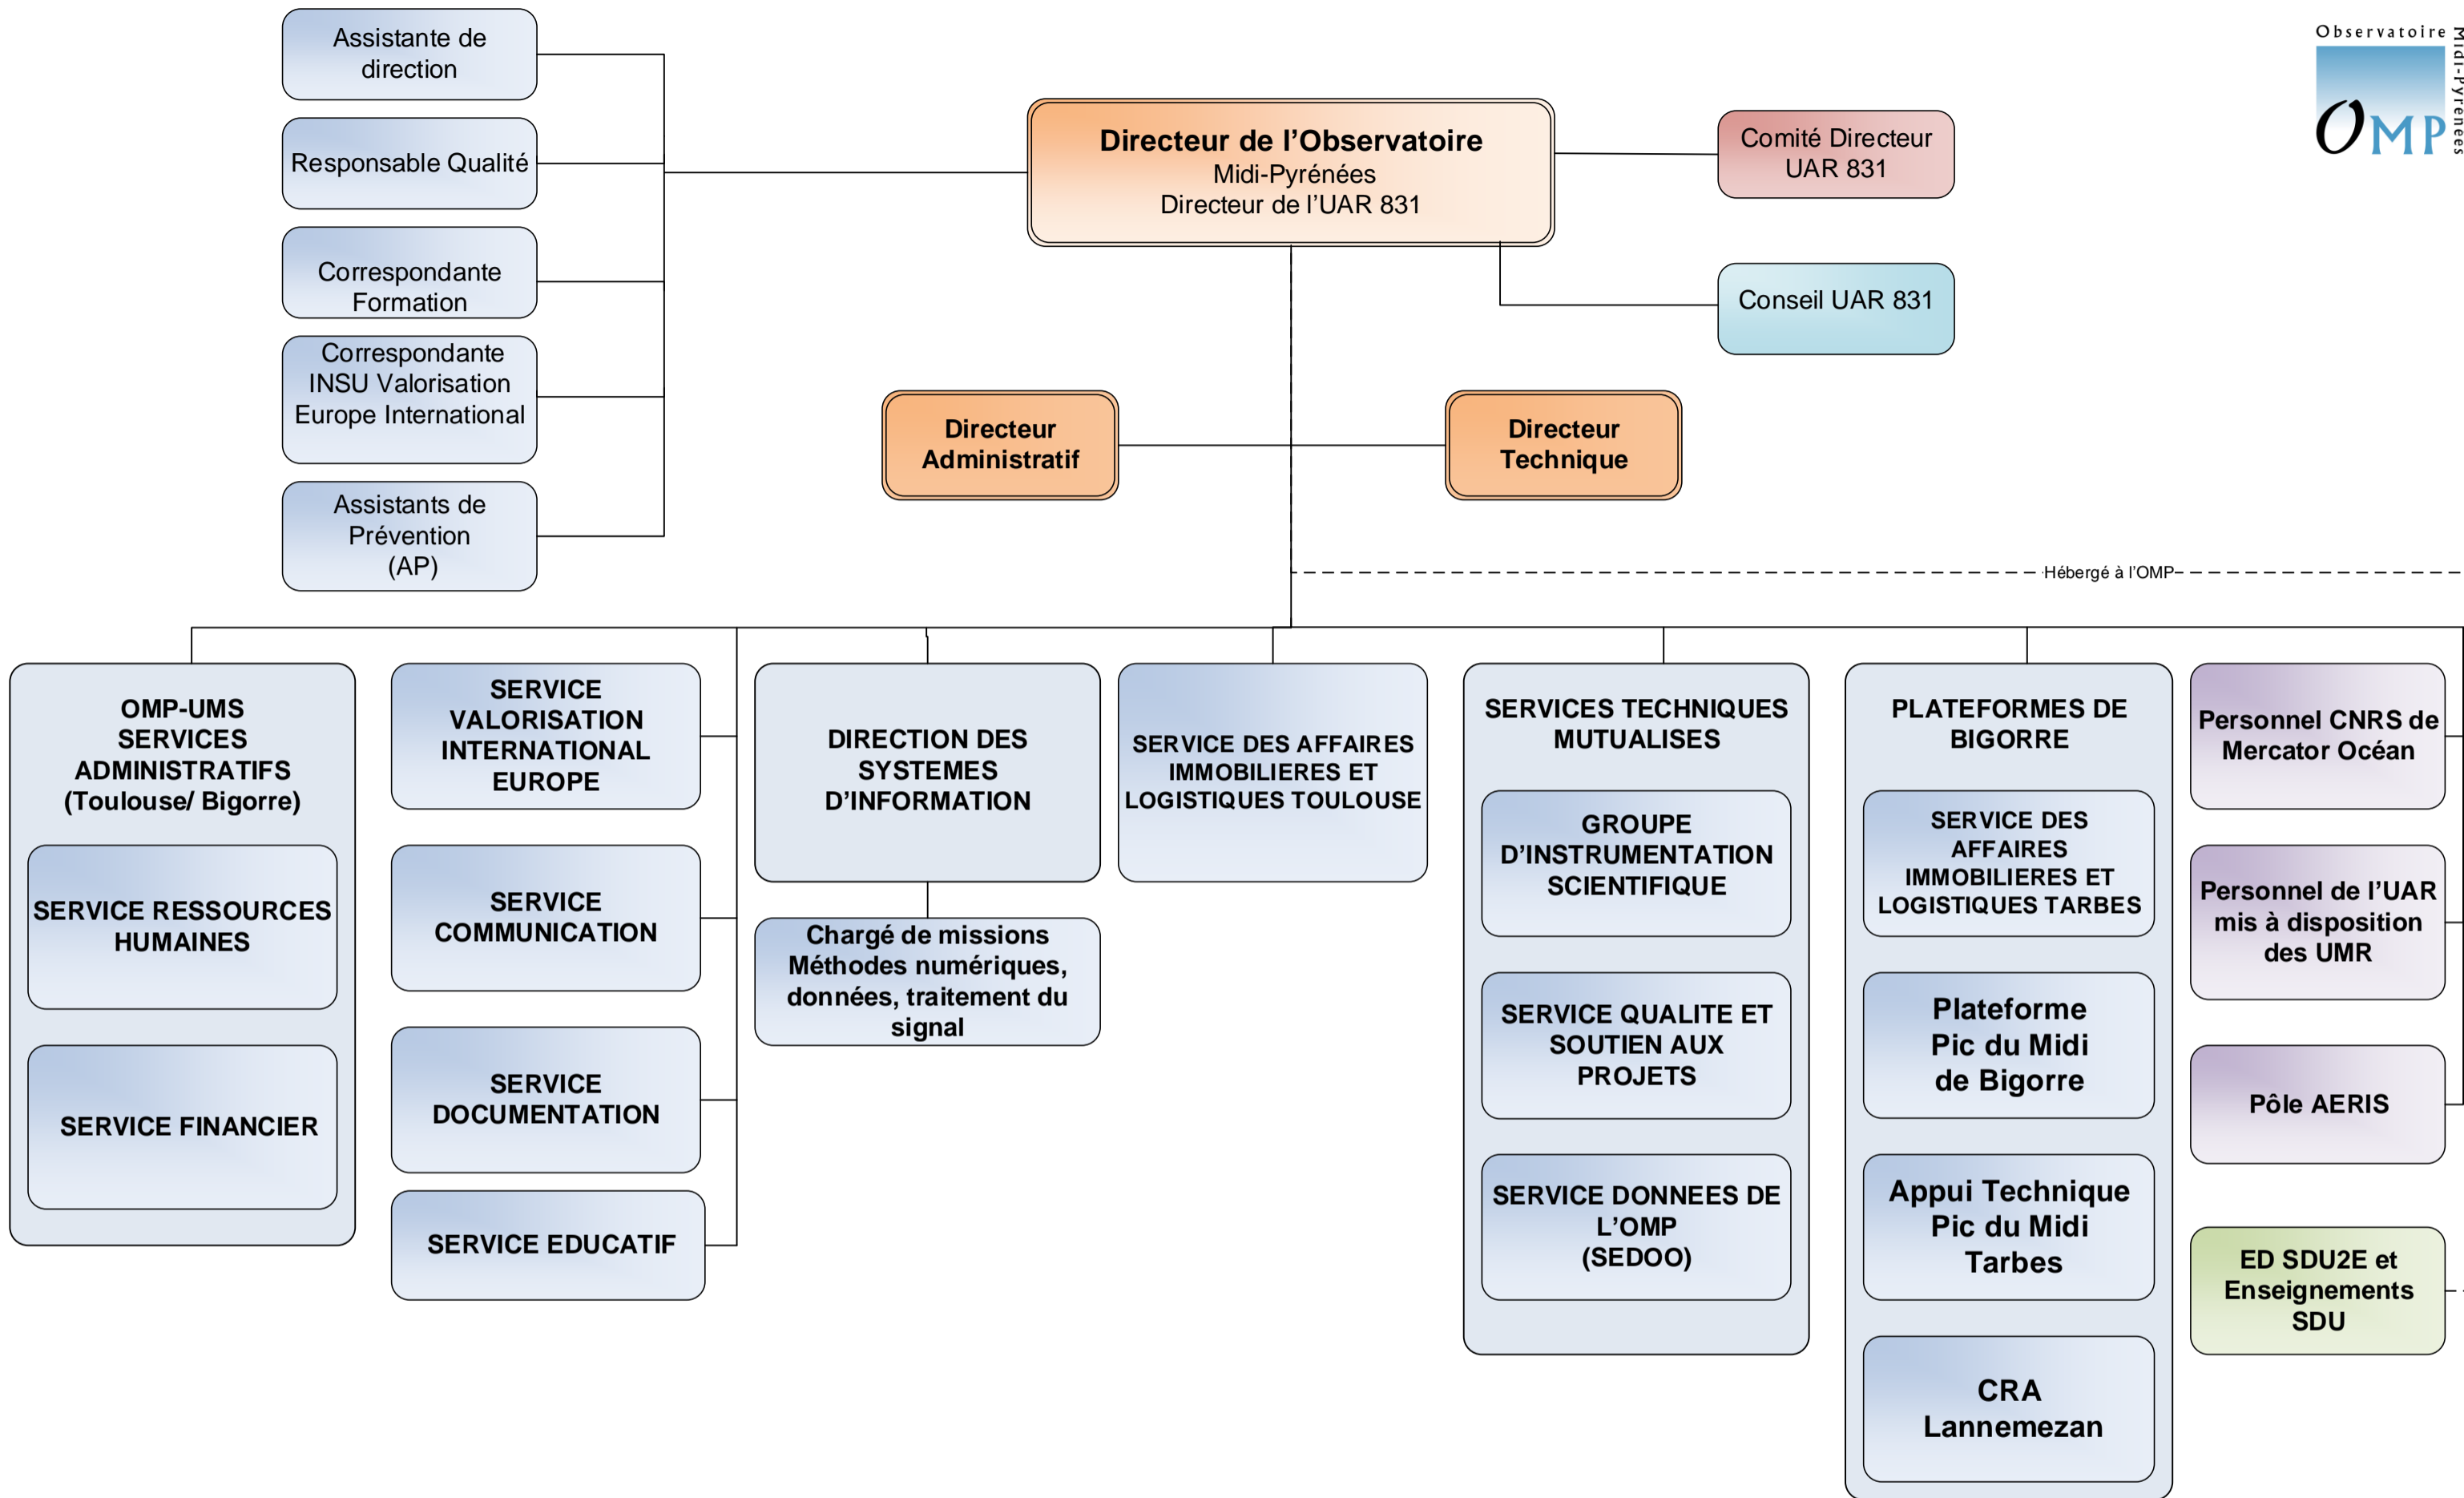 Assistante de
direction
Responsable Qualité
Correspondante
Formation
Correspondante
INSU Valorisation
Europe International
Assistants de
Prévention
(AP)
Directeur de l’Observatoire
Midi-Pyrénées
Directeur de l’UAR 831
Comité Directeur
UAR 831
Conseil UAR 831
Observatoire
Midi-Pyrénées
OMP
Directeur
Administratif
Directeur
Technique
Hébergé à l’OMP
OMP-UMS
SERVICES
ADMINISTRATIFS
(Toulouse/ Bigorre)
SERVICE RESSOURCES
HUMAINES
SERVICE FINANCIER
SERVICE
VALORISATION
INTERNATIONAL
EUROPE
SERVICE
COMMUNICATION
SERVICE
DOCUMENTATION
SERVICE EDUCATIF
DIRECTION DES
SYSTEMES
D’INFORMATION
Chargé de missions
Méthodes numériques,
données, traitement du
signal
SERVICE DES AFFAIRES
IMMOBILIERES ET
LOGISTIQUES TOULOUSE
SERVICES TECHNIQUES
MUTUALISES
GROUPE
D’INSTRUMENTATION
SCIENTIFIQUE
SERVICE QUALITE ET
SOUTIEN AUX
PROJETS
SERVICE DONNEES DE
L’OMP
(SEDOO)
PLATEFORMES DE
BIGORRE
SERVICE DES
AFFAIRES
IMMOBILIERES ET
LOGISTIQUES TARBES
Plateforme
Pic du Midi
de Bigorre
Appui Technique
Pic du Midi
Tarbes
CRA
Lannemezan
Personnel CNRS de
Mercator Océan
Personnel de l’UAR
mis à disposition
des UMR
Pôle AERIS
ED SDU2E et
Enseignements
SDU